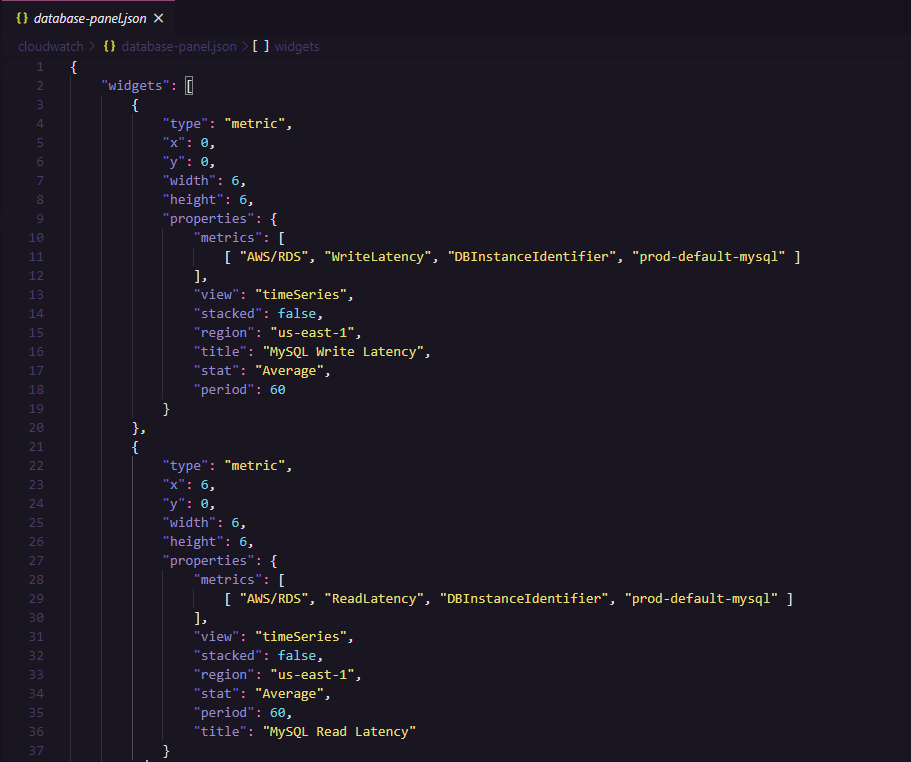 {} database-panel.json ×
cloudwatch > {} database-panel.json > [ ] widgets
1 {
2     "widgets": [
3         {
4             "type": "metric",
5             "x": 0,
6             "y": 0,
7             "width": 6,
8             "height": 6,
9             "properties": {
10                 "metrics": [
11                     [ "AWS/RDS", "WriteLatency", "DBInstanceIdentifier", "prod-default-mysql" ]
12                 ],
13                 "view": "timeSeries",
14                 "stacked": false,
15                 "region": "us-east-1",
16                 "title": "MySQL Write Latency",
17                 "stat": "Average",
18                 "period": 60
19             }
20         },
21         {
22             "type": "metric",
23             "x": 6,
24             "y": 0,
25             "width": 6,
26             "height": 6,
27             "properties": {
28                 "metrics": [
29                     [ "AWS/RDS", "ReadLatency", "DBInstanceIdentifier", "prod-default-mysql" ]
30                 ],
31                 "view": "timeSeries",
32                 "stacked": false,
33                 "region": "us-east-1",
34                 "stat": "Average",
35                 "period": 60,
36                 "title": "MySQL Read Latency"
37             }